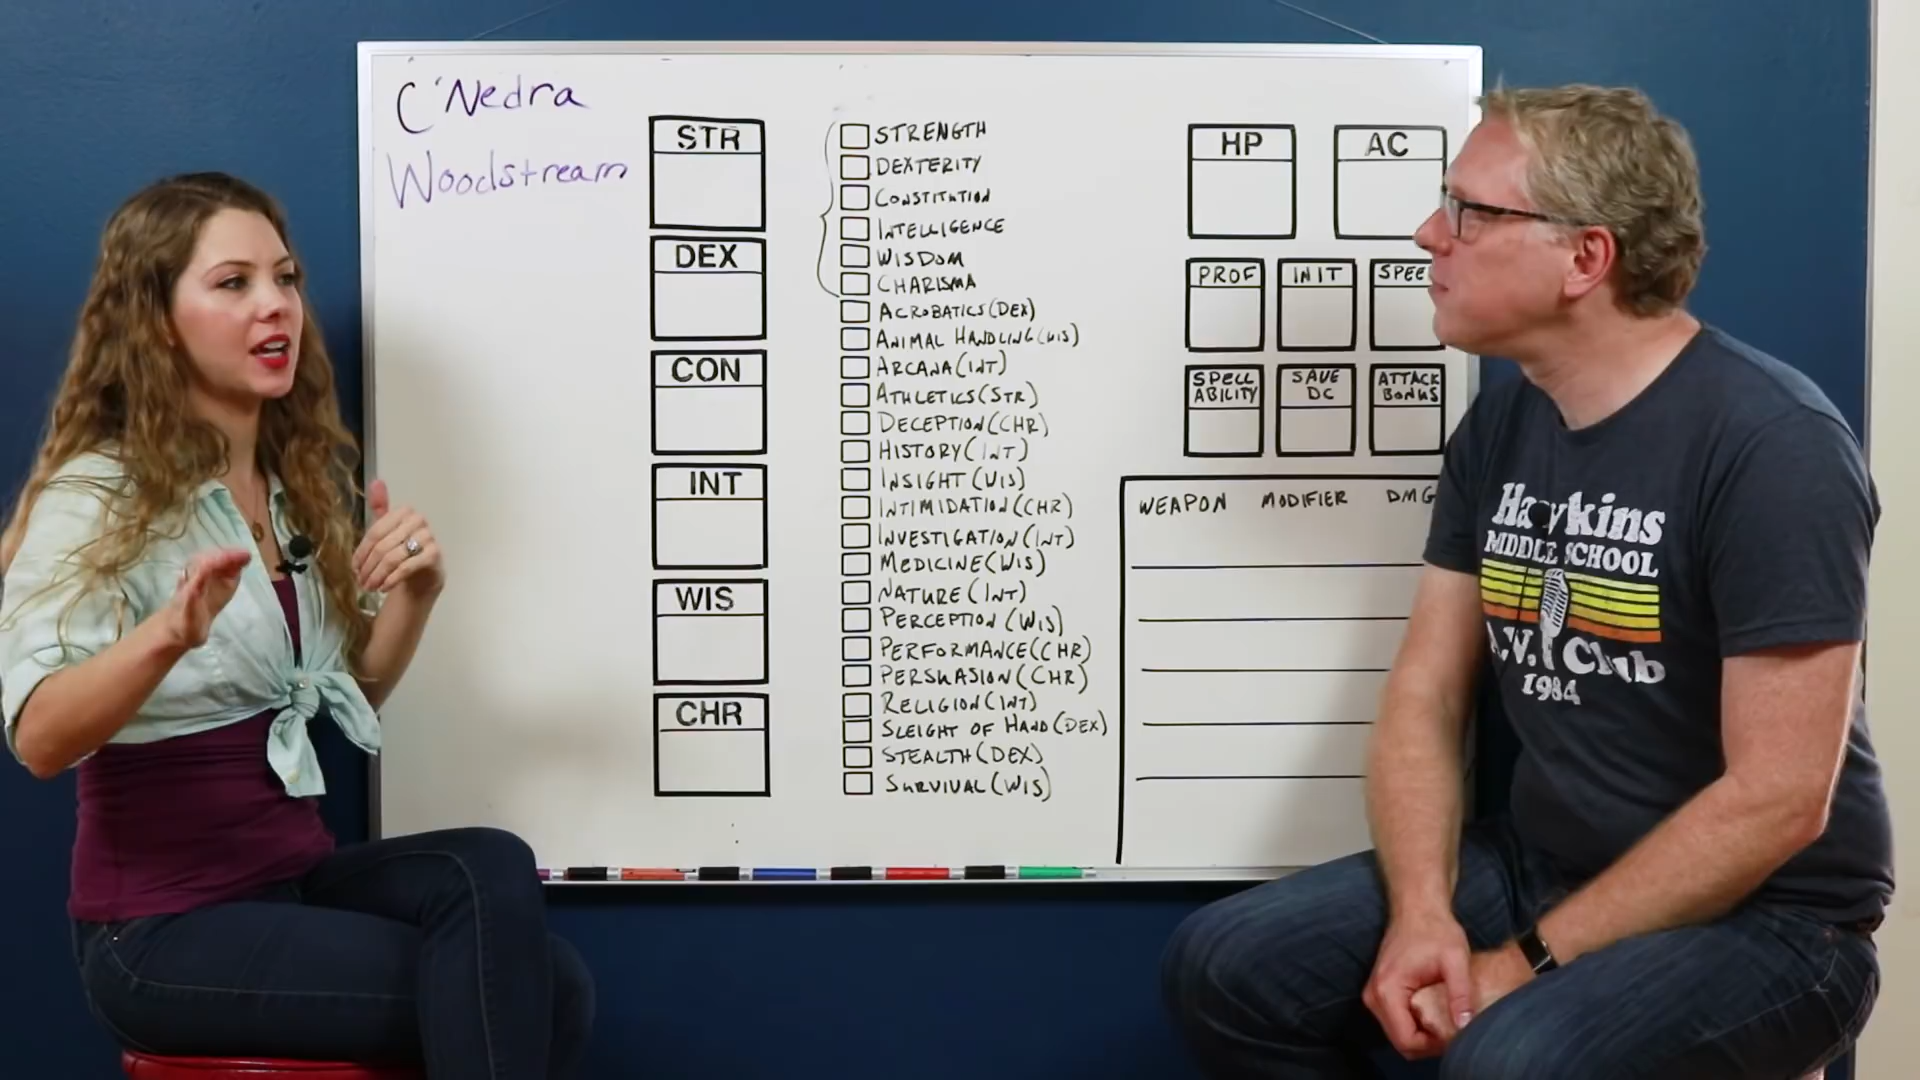 C'Nedra
Woodstream
STR
DEX
CON
INT
WIS
CHR
STRENGTH
DEXTERITY
CONSTITUTION
INTELLIGENCE
WISDOM
CHARISMA
ACROBATICS (DEX)
ANIMAL HANDLING (WIS)
ARCANA (INT)
ATHLETICS (STR)
DECEPTION (CHR)
HISTORY (INT)
INSIGHT (WIS)
INTIMIDATION (CHR)
INVESTIGATION (INT)
MEDICINE (WIS)
NATURE (INT)
PERCEPTION (WIS)
PERFORMANCE (CHR)
PERSUASION (CHR)
RELIGION (INT)
SLEIGHT OF HAND (DEX)
STEALTH (DEX)
SURVIVAL (WIS)
HP AC
PROF INIT SPEE
SPELL ABILITY
SAVE DC
ATTACK BONUS
WEAPON MODIFIER DMG
Hawkins
MIDDLE SCHOOL
A.V. Club
1984